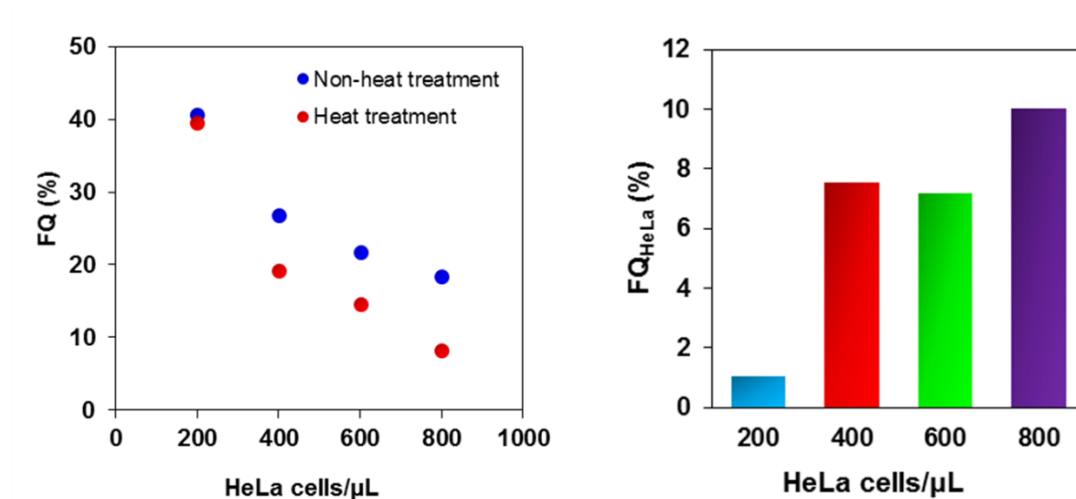 50
40
30
20
10
0
FQ (%)
Non-heat treatment
Heat treatment
0 200 400 600 800 1000
HeLa cells/µL
12
10
8
6
4
2
0
FQHeLa (%)
200 400 600 800
HeLa cells/µL